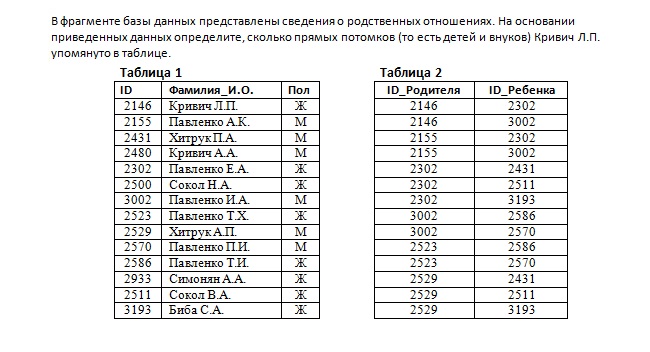 В фрагменте базы данных представлены сведения о родственных отношениях. На основании
приведенных данных определите, сколько прямых потомков (то есть детей и внуков) Кривич Л.П.
упомянуто в таблице.
Таблица 1
ID Фамилия_И.О. Пол
2146 Кривич Л.П. Ж
2155 Павленко А.К. М
2431 Хитрук П.А. М
2480 Кривич А.А. М
2302 Павленко Е.А. Ж
2500 Сокол Н.А. Ж
3002 Павленко И.А. М
2523 Павленко Т.Х. Ж
2529 Хитрук А.П. М
2570 Павленко П.И. М
2586 Павленко Т.И. Ж
2933 Симонян А.А. Ж
2511 Сокол В.А. Ж
3193 Биба С.А. Ж
Таблица 2
ID_Родителя ID_Ребенка
2146 2302
2146 3002
2155 2302
2155 3002
2302 2431
2302 2511
2302 3193
3002 2586
3002 2570
2523 2586
2523 2570
2529 2431
2529 2511
2529 3193